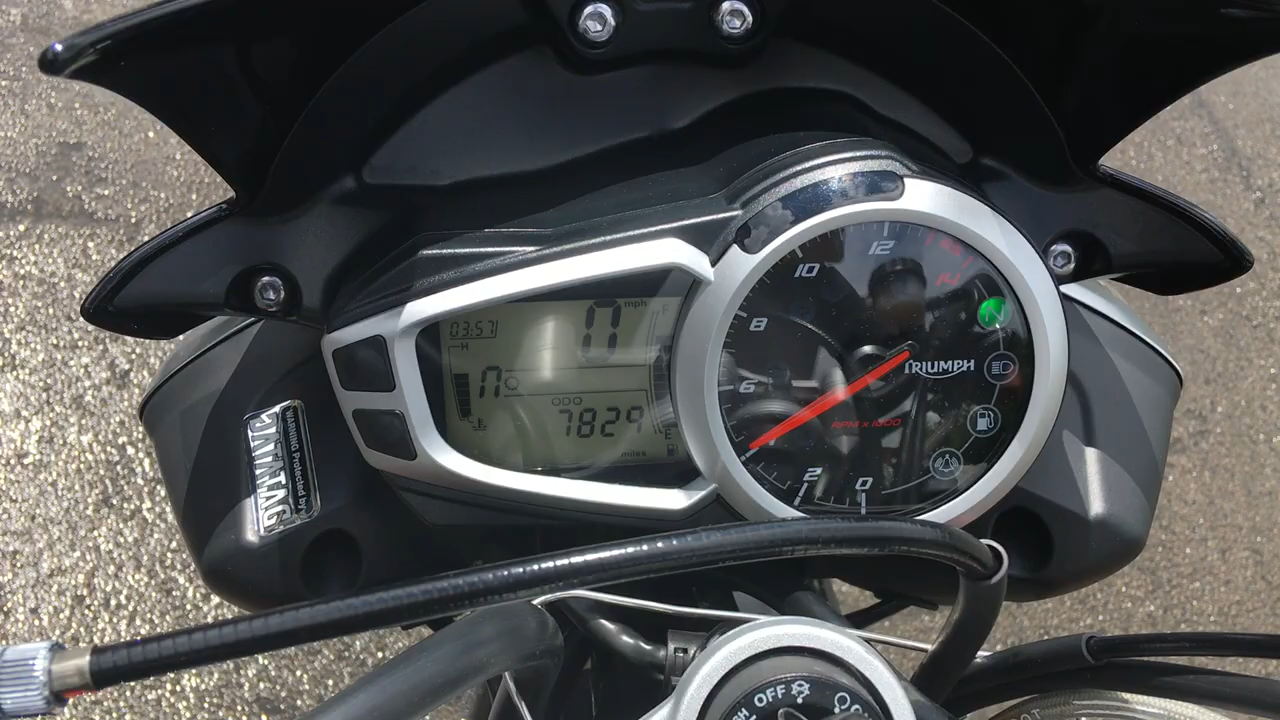 12
10
14
8
6
2
0
N
TRIUMPH
RPM x 1000
03:57
0 mph
F
H
n
C
E
ODO
7829
E
miles
WARNING Protected by
DATATAG
OFF